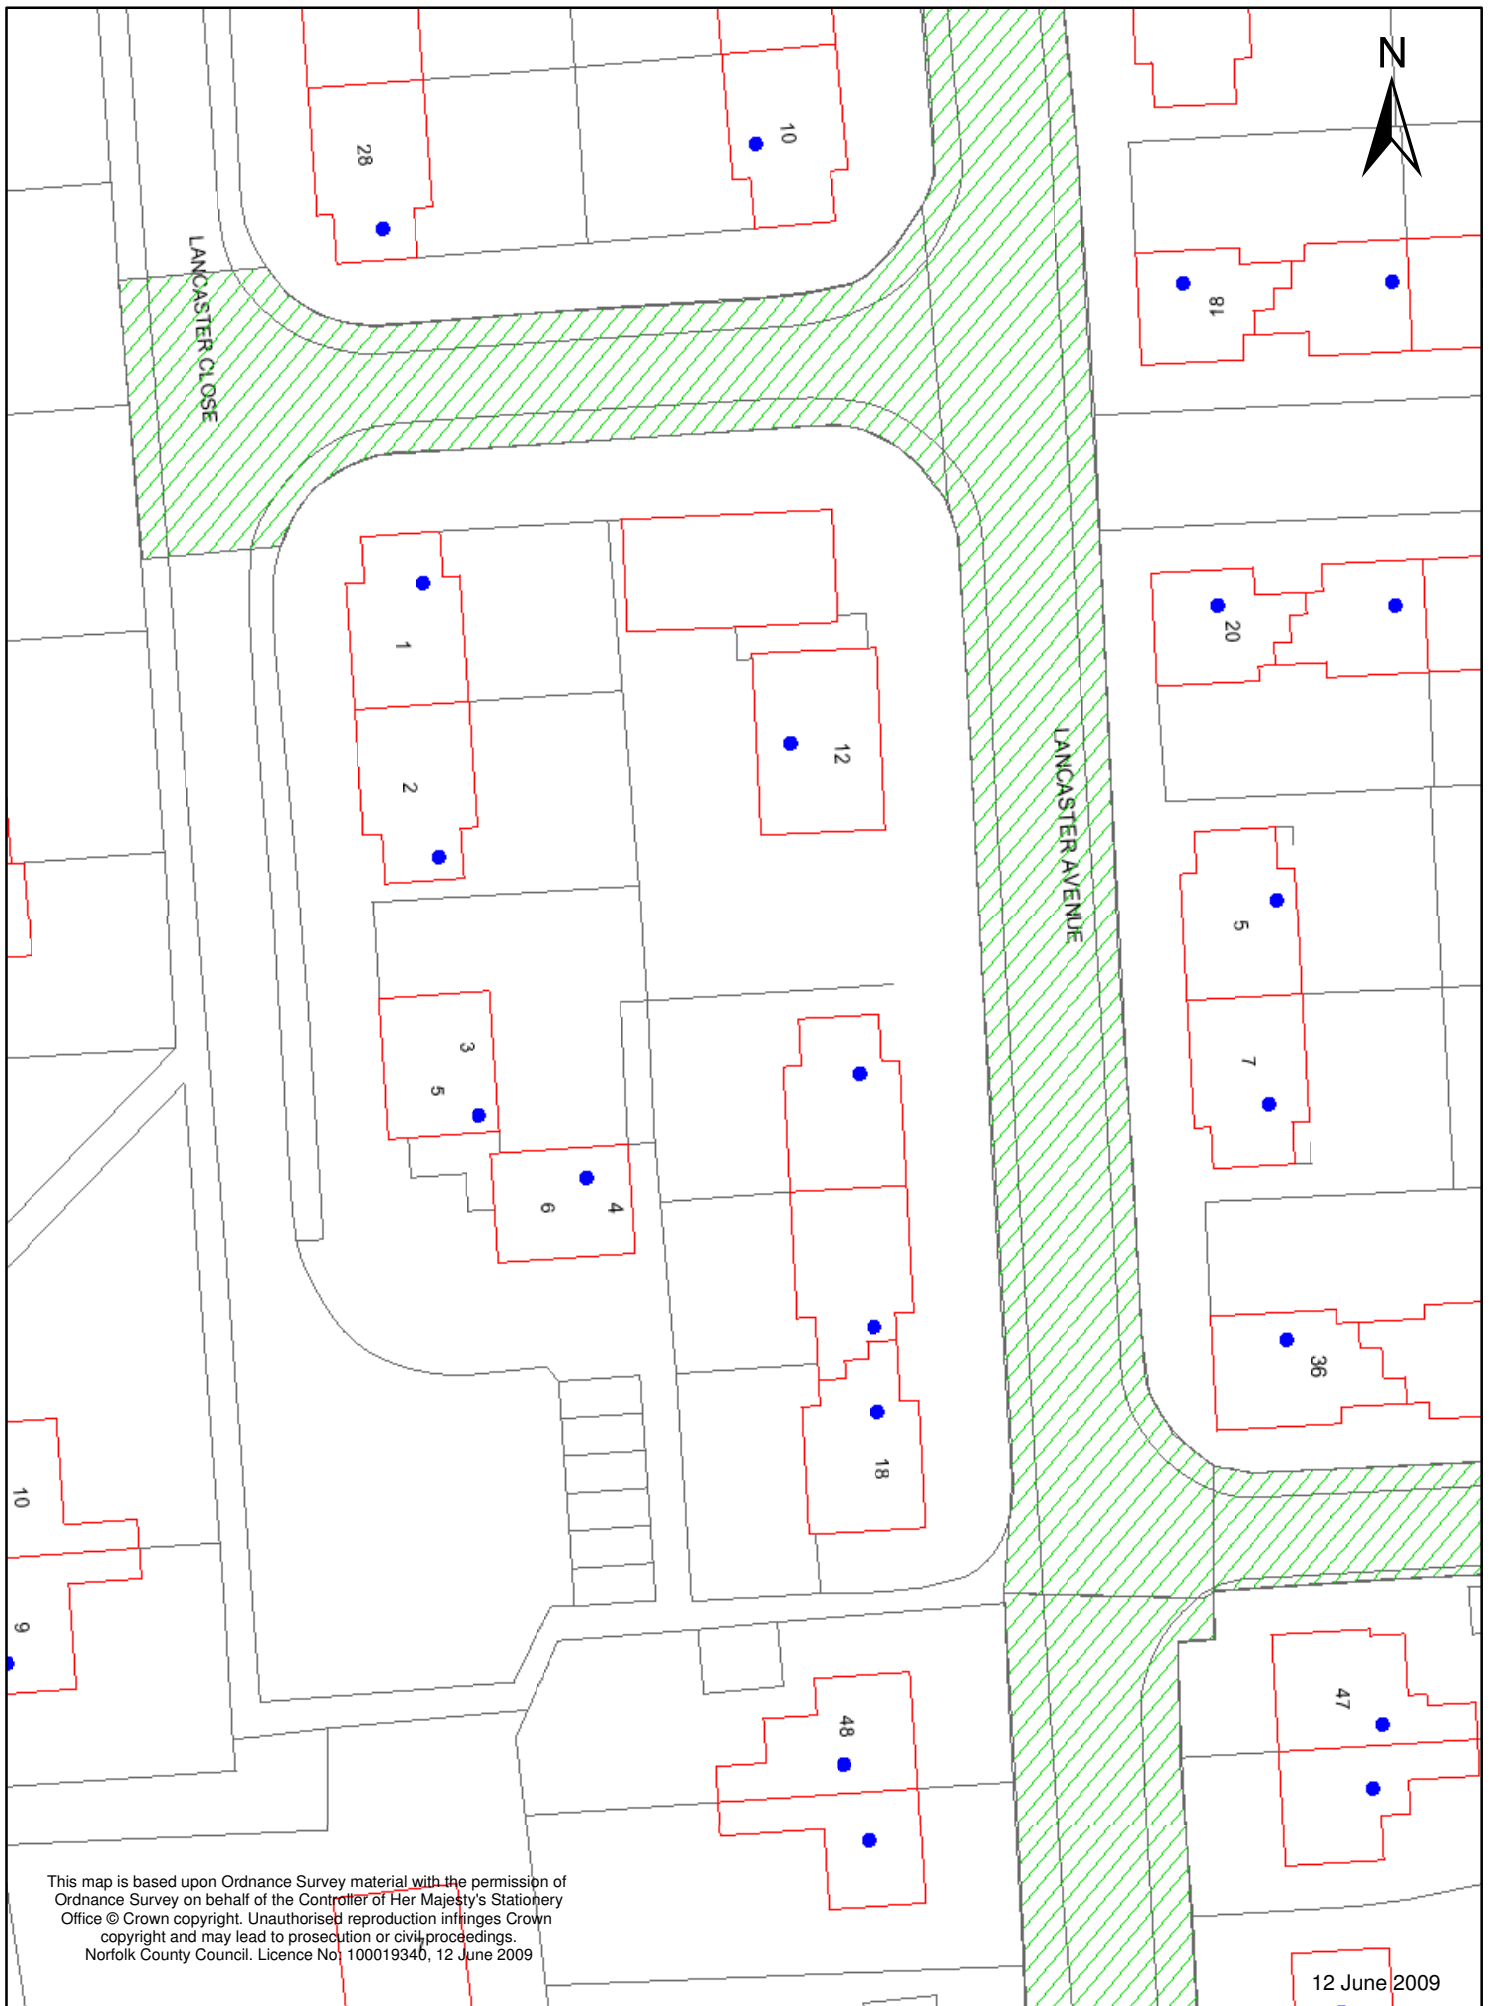 N
10
28
LANCASTER CLOSE
81
1
20
12
2
LANCASTER AVENUE
5
3
7
5
6
4
36
18
10
9
47
48
This map is based upon Ordnance Survey material with the permission of
Ordnance Survey on behalf of the Controller of Her Majesty's Stationery
Office © Crown copyright. Unauthorised reproduction infringes Crown
copyright and may lead to prosecution or civil proceedings.
Norfolk County Council. Licence No: 100019340, 12 June 2009
12 June 2009